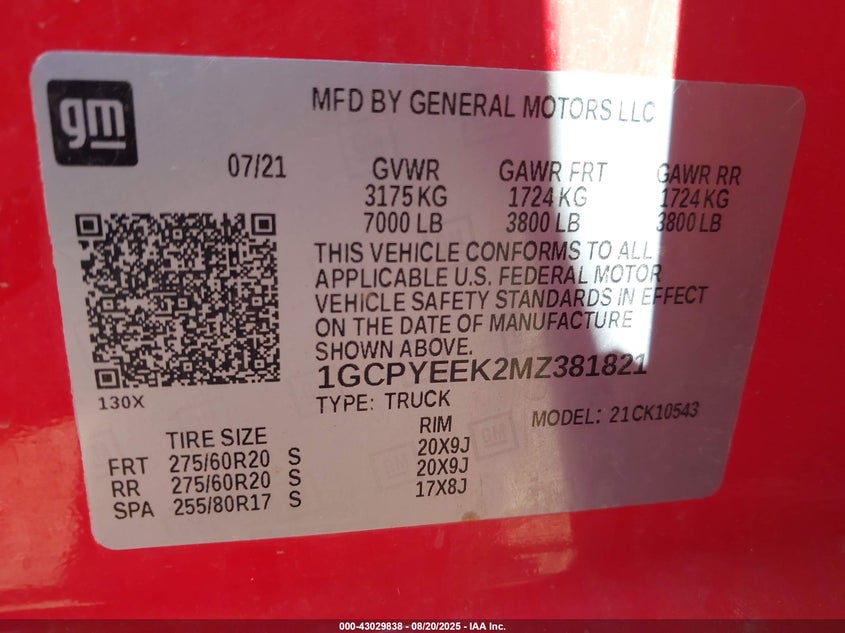 gm
MFD BY GENERAL MOTORS LLC
07/21 GVWR GAWR FRT GAWR RR
3175 KG 1724 KG 1724 KG
7000 LB 3800 LB 3800 LB
THIS VEHICLE CONFORMS TO ALL
APPLICABLE U.S. FEDERAL MOTOR
VEHICLE SAFETY STANDARDS IN EFFECT
ON THE DATE OF MANUFACTURE
SHOWN ABOVE.
1GCPYEEK2MZ381821
130X
TYPE: TRUCK MODEL: 21CK10543
TIRE SIZE RIM
FRT 275/60R20 S 20X9J
RR 275/60R20 S 20X9J
SPA 255/80R17 S 17X8J
000-43029838 - 08/20/2025 - IAA Inc.